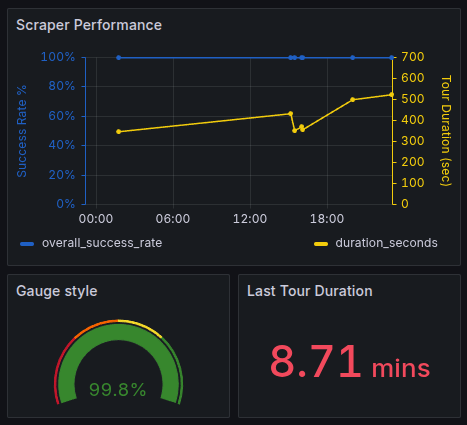 Scraper Performance
100% 700
600
80% 500
60% 400
300
40%
200
20% 100
0% 0
Success Rate %
Tour Duration (sec)
00:00 06:00 12:00 18:00
overall_success_rate duration_seconds
Gauge style
99.8%
Last Tour Duration
8.71 mins